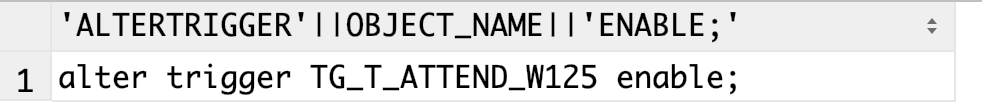 'ALTERTRIGGER'||OBJECT_NAME||'ENABLE;'
1 alter trigger TG_T_ATTEND_W125 enable;